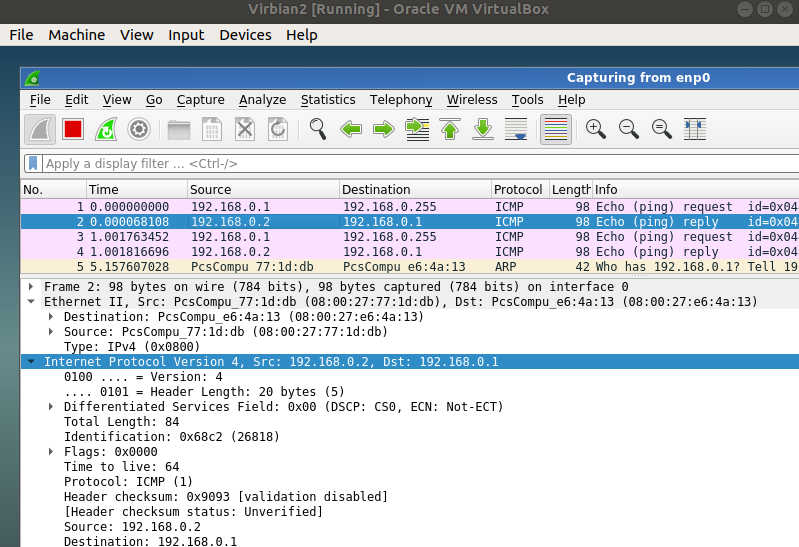 Virbian2 [Running] - Oracle VM VirtualBox
File Machine View Input Devices Help
Capturing from enp0
File Edit View Go Capture Analyze Statistics Telephony Wireless Tools Help
Apply a display filter ... <Ctrl-/>
No. Time Source Destination Protocol Length Info
1 0.000000000 192.168.0.1 192.168.0.255 ICMP 98 Echo (ping) request id=0x04
2 0.000068108 192.168.0.2 192.168.0.1 ICMP 98 Echo (ping) reply id=0x04
3 1.001763452 192.168.0.1 192.168.0.255 ICMP 98 Echo (ping) request id=0x04
4 1.001816696 192.168.0.2 192.168.0.1 ICMP 98 Echo (ping) reply id=0x04
5 5.157607028 PcsCompu_77:1d:db PcsCompu_e6:4a:13 ARP 42 Who has 192.168.0.1? Tell 19
Frame 2: 98 bytes on wire (784 bits), 98 bytes captured (784 bits) on interface 0
Ethernet II, Src: PcsCompu_77:1d:db (08:00:27:77:1d:db), Dst: PcsCompu_e6:4a:13 (08:00:27:e6:4a:13)
Destination: PcsCompu_e6:4a:13 (08:00:27:e6:4a:13)
Source: PcsCompu_77:1d:db (08:00:27:77:1d:db)
Type: IPv4 (0x0800)
Internet Protocol Version 4, Src: 192.168.0.2, Dst: 192.168.0.1
0100 .... = Version: 4
.... 0101 = Header Length: 20 bytes (5)
Differentiated Services Field: 0x00 (DSCP: CS0, ECN: Not-ECT)
Total Length: 84
Identification: 0x68c2 (26818)
Flags: 0x0000
Time to live: 64
Protocol: ICMP (1)
Header checksum: 0x9093 [validation disabled]
[Header checksum status: Unverified]
Source: 192.168.0.2
Destination: 192.168.0.1